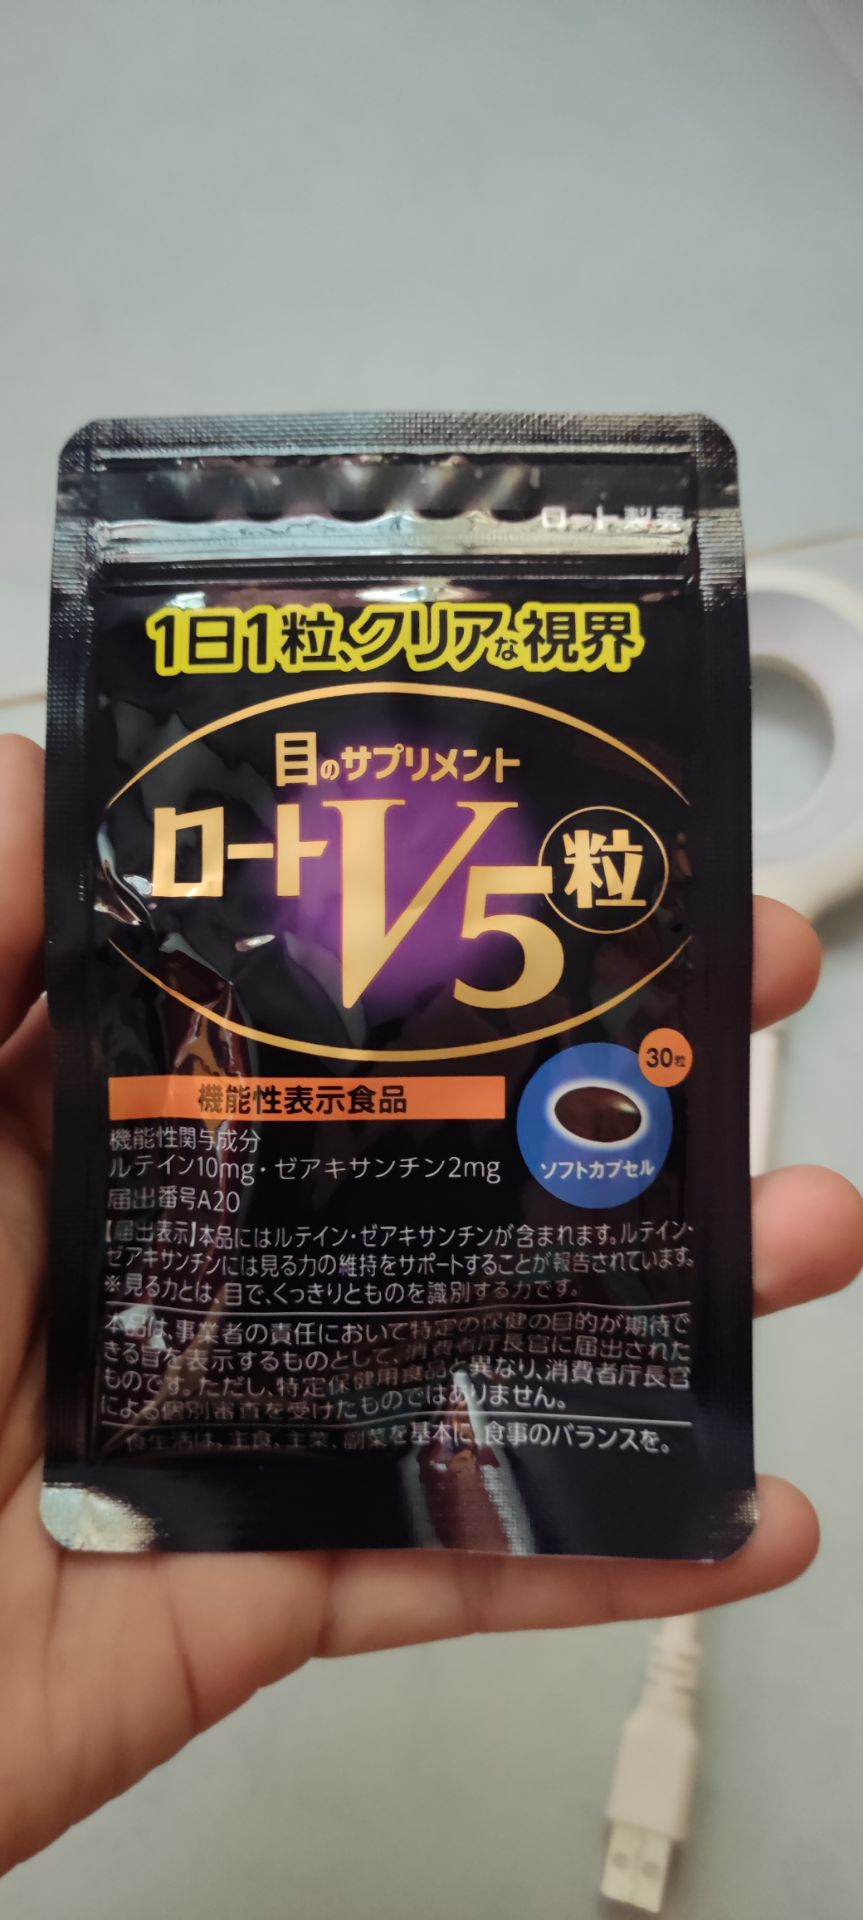 ロート製薬
1日1粒、クリアな視界
目のサプリメント
ロートV5粒
30粒
機能性表示食品
ソフトカプセル
機能性関与成分
ルテイン10mg・ゼアキサンチン2mg
届出番号A20
【届出表示】本品にはルテイン・ゼアキサンチンが含まれます。ルテイン・
ゼアキサンチンには見る力の維持をサポートすることが報告されています。
※見る力とは、目で、くっきりとものを識別する力です。
本品は、事業者の責任において特定の保健の目的が期待で
きる旨を表示するものとして、消費者庁長官に届出された
ものです。ただし、特定保健用食品と異なり、消費者庁長官
による個別審査を受けたものではありません。
食生活は、主食、主菜、副菜を基本に、食事のバランスを。